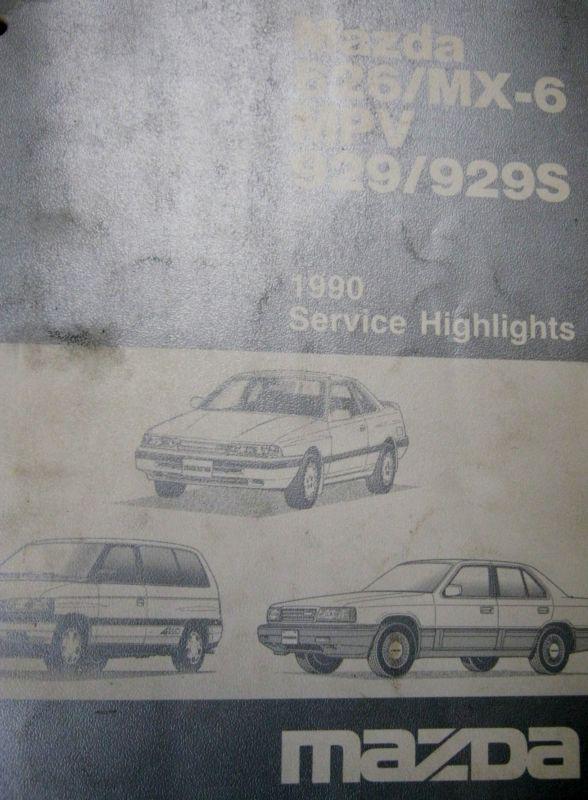 Mazda
626/MX-6
MPV
929/929S
1990
Service Highlights
mazda